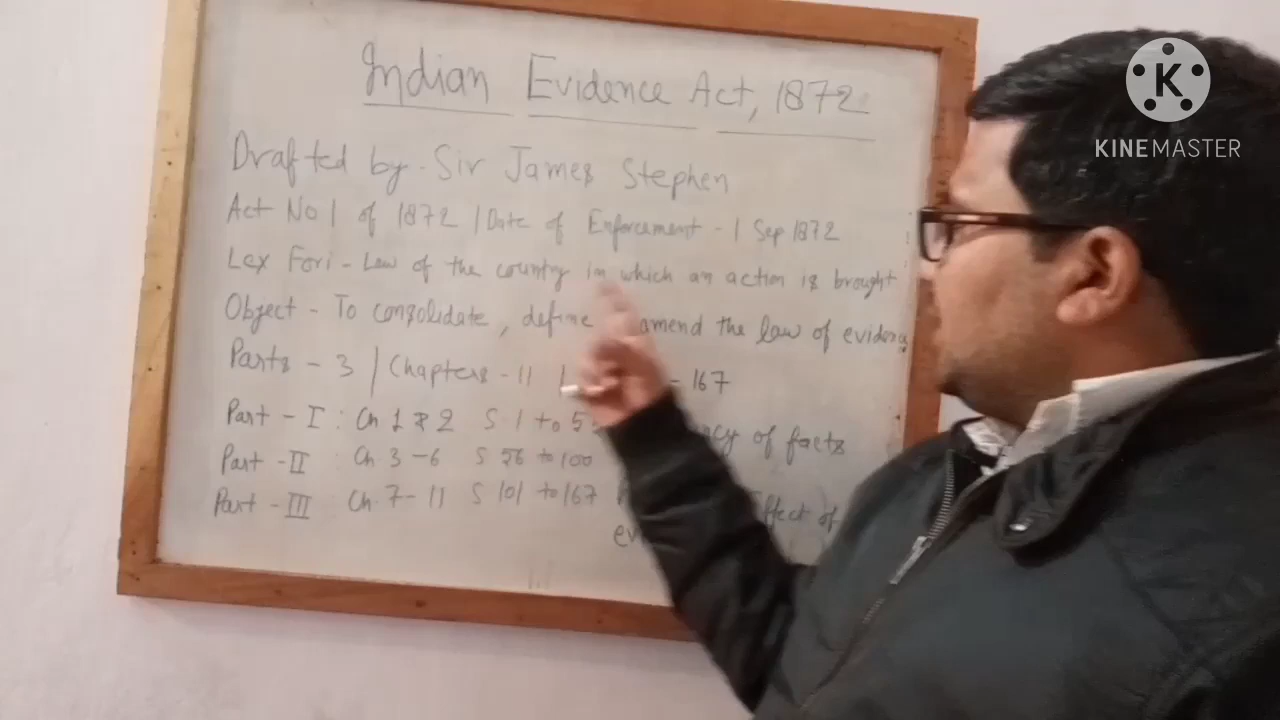 Indian Evidence Act, 1872
Drafted by - Sir James Stephen
Act No 1 of 1872 / Date of Enforcement - 1 Sep 1872
Lex Fori - Law of the country in which an action is brought
Object - To consolidate, define amend the law of evidence
Parts - 3 / Chapters - 11 - 167
Part - I : Ch 1 & 2 S 1 to of facts
Part - II Ch 3 - 6 S 56 to 100
Part - III Ch 7 - 11 S 101 to 167 of
K
KINEMASTER